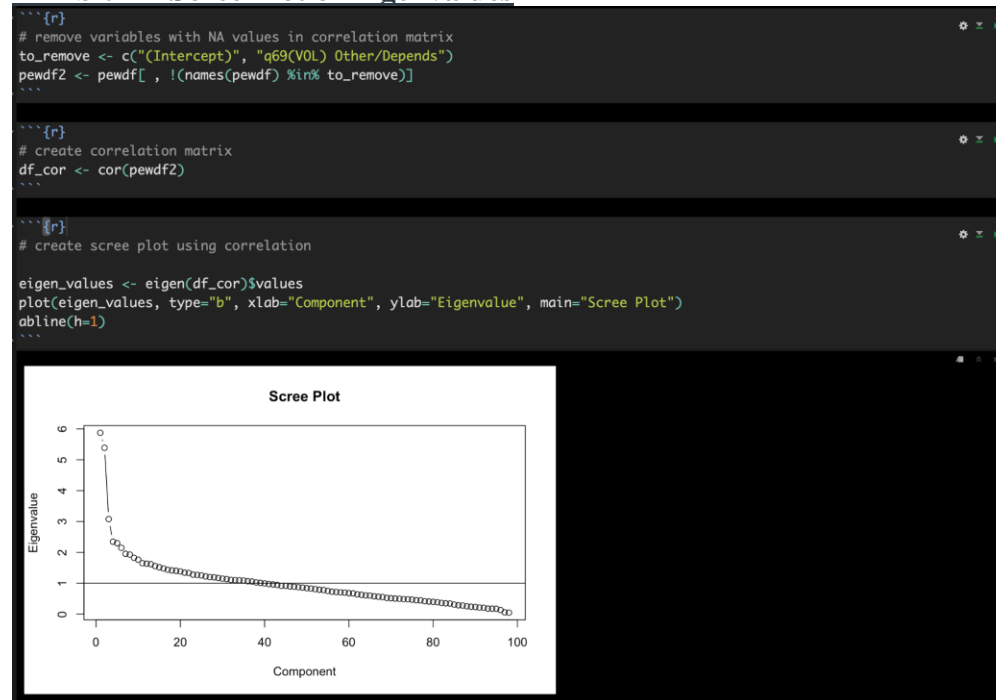 ```{r}
# remove variables with NA values in correlation matrix
to_remove <- c("(Intercept)", "q69(VOL) Other/Depends")
pewdf2 <- pewdf[ , !(names(pewdf) %in% to_remove)]
```
```{r}
# create correlation matrix
df_cor <- cor(pewdf2)
```
```{r}
# create scree plot using correlation
eigen_values <- eigen(df_cor)$values
plot(eigen_values, type="b", xlab="Component", ylab="Eigenvalue", main="Scree Plot")
abline(h=1)
```
Scree Plot
Eigenvalue
6
5
4
3
2
1
0
0 20 40 60 80 100
Component